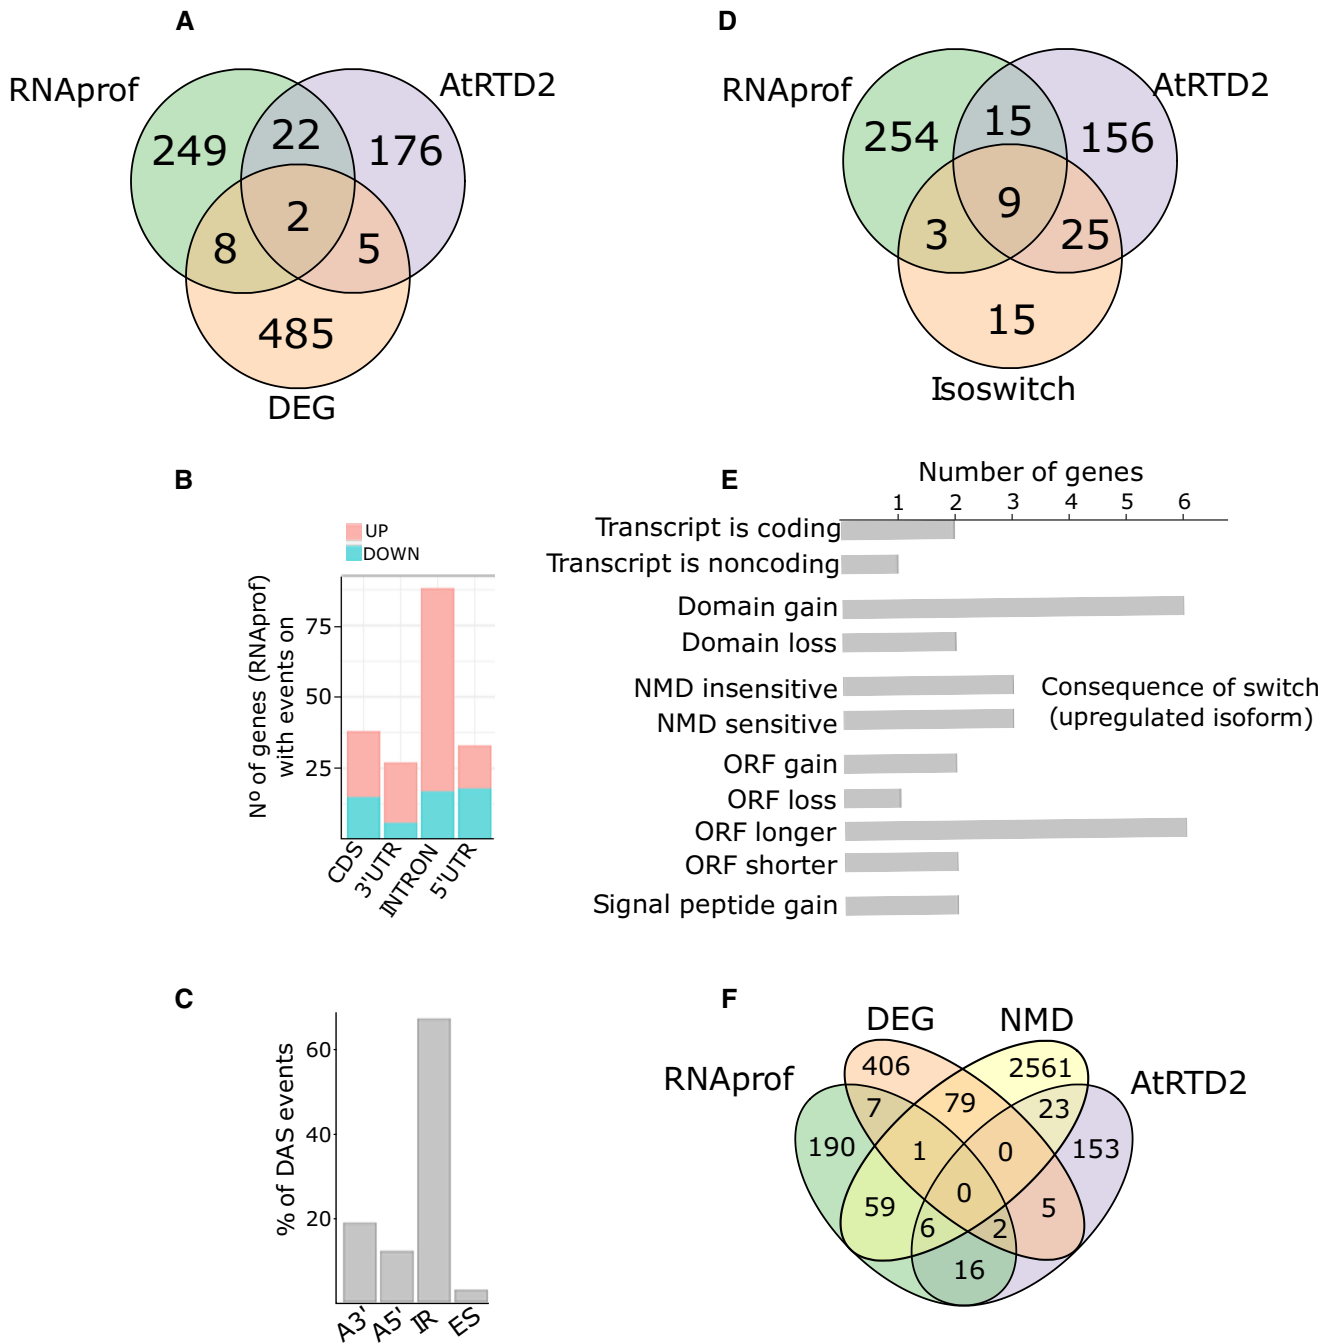 A
RNAprof
AtRTD2
249
22
176
2
8
5
485
DEG
B
UP
DOWN
Nº of genes (RNAprof)
with events on
75
50
25
CDS
3'UTR
INTRON
5'UTR
C
% of DAS events
60
40
20
A3'
A5'
IR
ES
D
RNAprof
AtRTD2
254
15
156
9
3
25
15
Isoswitch
E
Number of genes
1 2 3 4 5 6
Transcript is coding
Transcript is noncoding
Domain gain
Domain loss
NMD insensitive
NMD sensitive
ORF gain
ORF loss
ORF longer
ORF shorter
Signal peptide gain
Consequence of switch
(upregulated isoform)
F
DEG
NMD
RNAprof
AtRTD2
406
2561
7
79
23
190
1
0
153
0
59
6
2
5
16